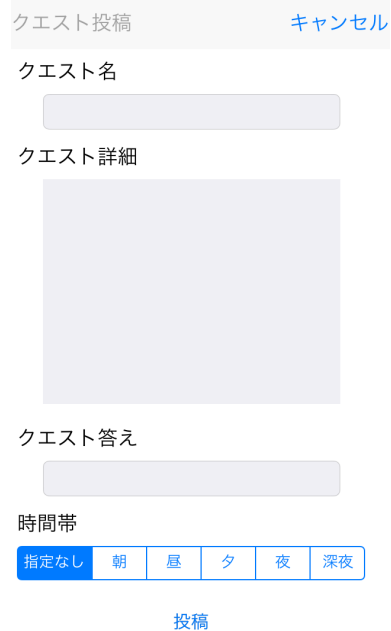 クエスト投稿 キャンセル
クエスト名
クエスト詳細
クエスト答え
時間帯
指定なし 朝 昼 夕 夜 深夜
投稿